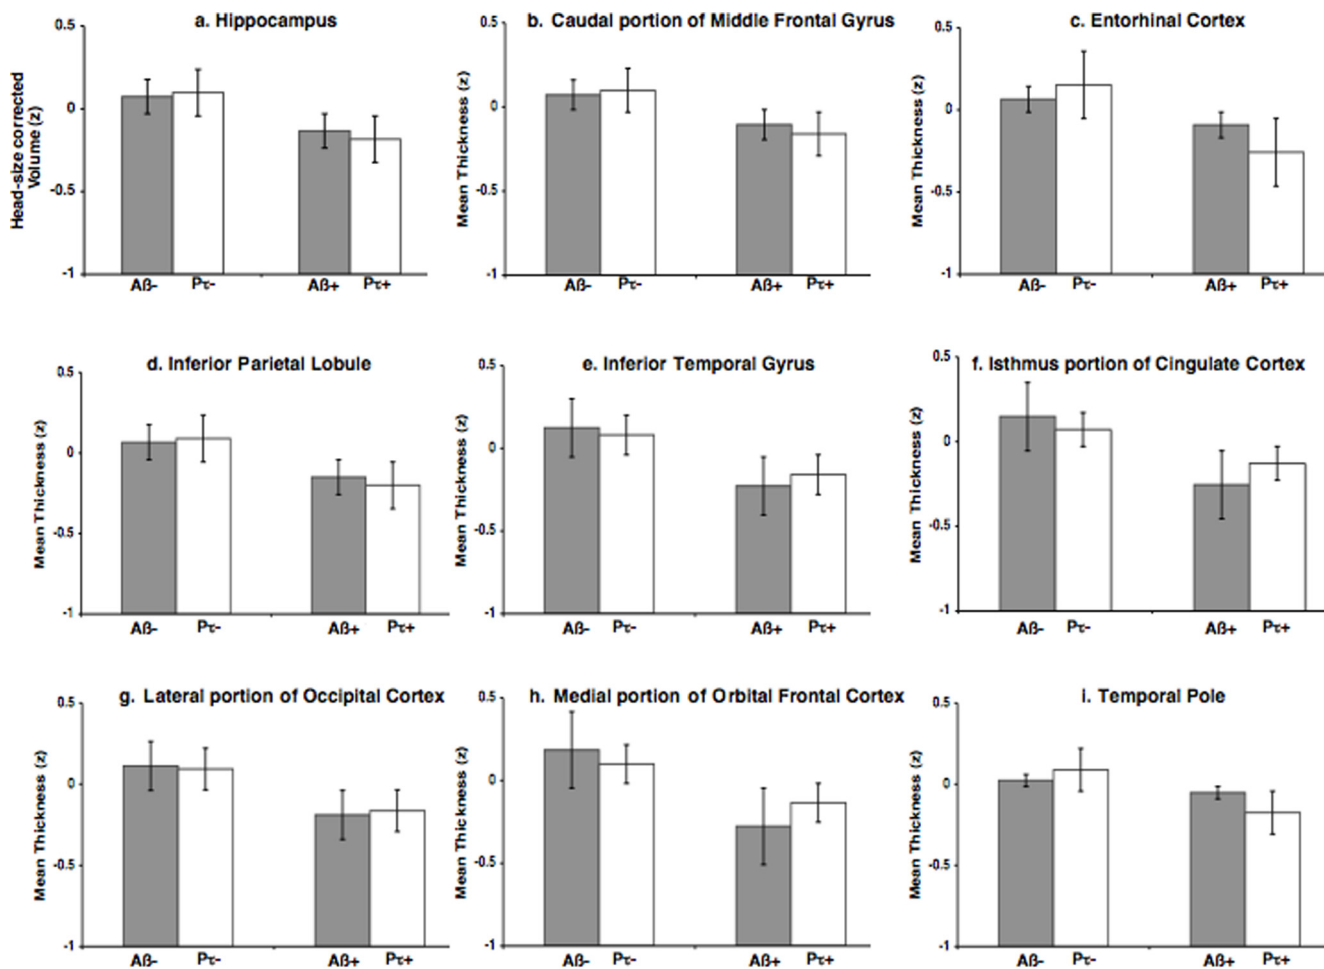 a. Hippocampus
b. Caudal portion of Middle Frontal Gyrus
c. Entorhinal Cortex
Head-size corrected
Volume (z)
0.5
0
-0.5
-1
Aß-
Pτ-
Aß+
Pτ+
Mean Thickness (z)
0.5
0
-0.5
-1
Aß-
Pτ-
Aß+
Pτ+
Mean Thickness (z)
0.5
0
-0.5
-1
Aß-
Pτ-
Aß+
Pτ+
d. Inferior Parietal Lobule
e. Inferior Temporal Gyrus
f. Isthmus portion of Cingulate Cortex
Mean Thickness (z)
0.5
0
-0.5
-1
Aß-
Pτ-
Aß+
Pτ+
Mean Thickness (z)
0.5
0
-0.5
-1
Aß-
Pτ-
Aß+
Pτ+
Mean Thickness (z)
0.5
0
-0.5
-1
Aß-
Pτ-
Aß+
Pτ+
g. Lateral portion of Occipital Cortex
h. Medial portion of Orbital Frontal Cortex
i. Temporal Pole
Mean Thickness (z)
0.5
0
-0.5
-1
Aß-
Pτ-
Aß+
Pτ+
Mean Thickness (z)
0.5
0
-0.5
-1
Aß-
Pτ-
Aß+
Pτ+
Mean Thickness (z)
0.5
0
-0.5
-1
Aß-
Pτ-
Aß+
Pτ+